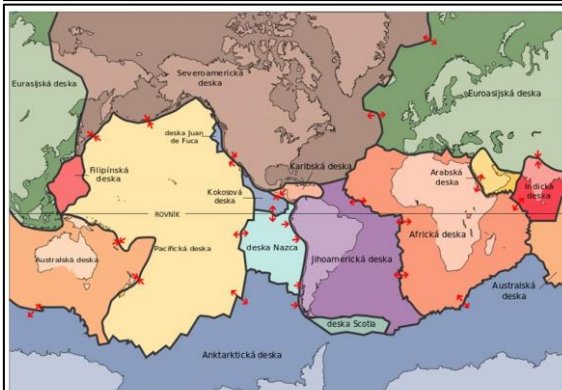 Eurasijská deska
Severoamerická
deska
Euroasijská deska
deska Juan
de Fuca
Filipínská
deska
Karibská deska
Kokosová
deska
Arabská
deska
Indická
deska
ROVNÍK
Australská deska
Pacifická deska
deska Nazca
Jihoamerická deska
Africká deska
Australská
deska
deska Scotia
Anktarktická deska